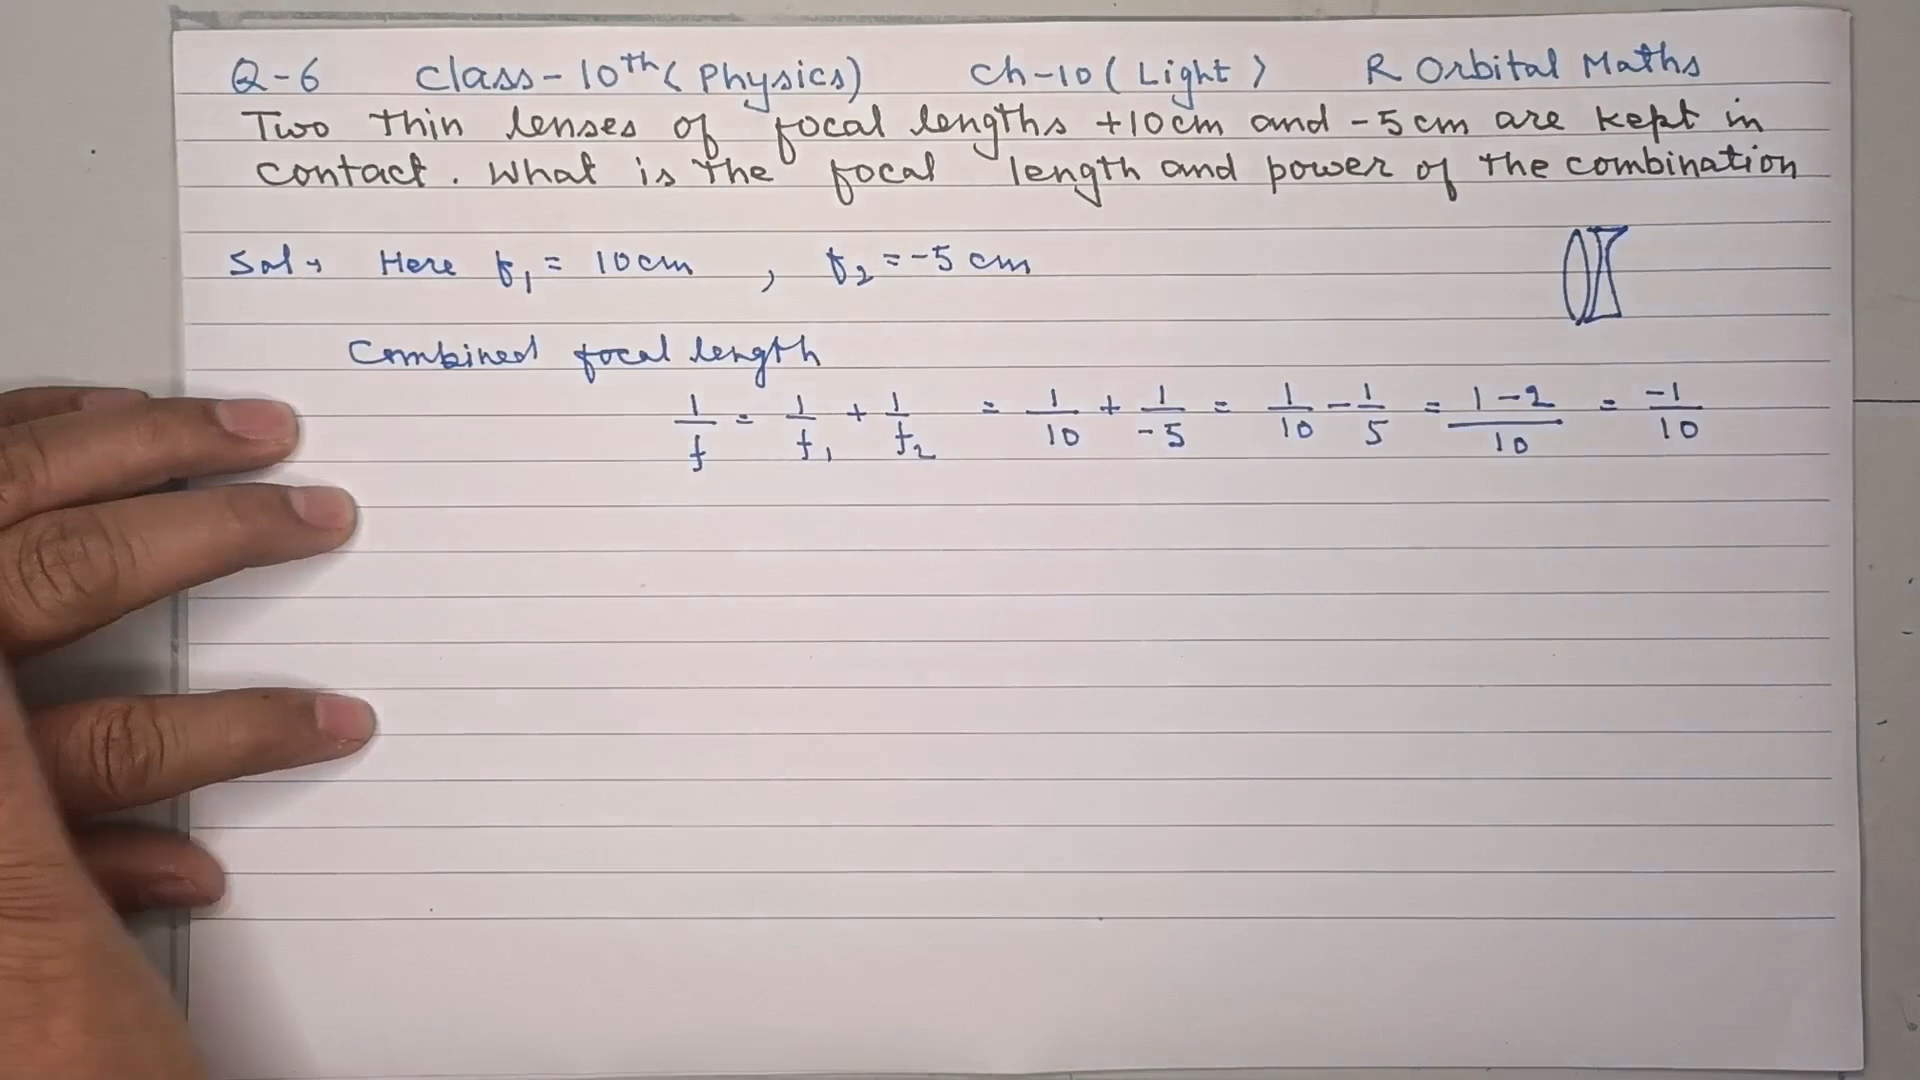 Q-6 Class-10th (Physics) Ch-10 (Light) R Orbital Maths
Two thin lenses of focal lengths +10cm and -5cm are kept in
contact. What is the focal length and power of the combination
Sol→ Here f₁ = 10cm , f₂ = -5 cm
Combined focal length
1/f = 1/f₁ + 1/f₂ = 1/10 + 1/-5 = 1/10 - 1/5 = 1-2/10 = -1/10